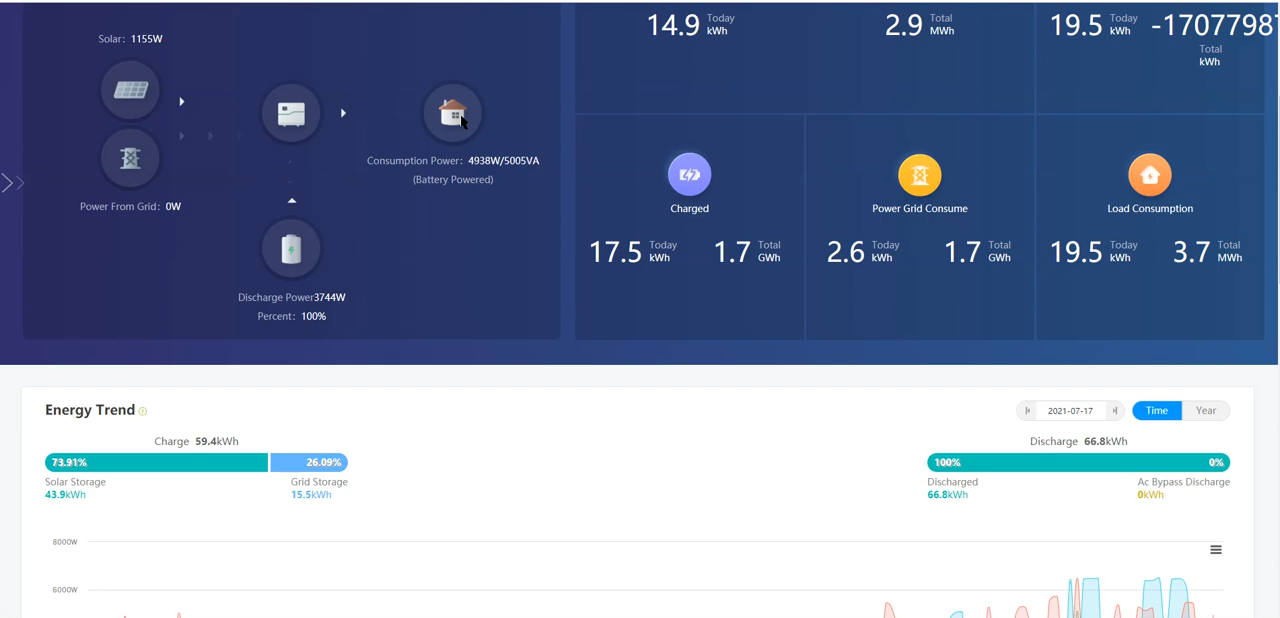 Solar: 1155W
Power From Grid: 0W
Consumption Power: 4938W/5005VA
(Battery Powered)
Discharge Power3744W
Percent: 100%
14.9 Today kWh
2.9 Total MWh
19.5 Today kWh
-1707798
Total kWh
Charged
17.5 Today kWh
1.7 Total GWh
Power Grid Consume
2.6 Today kWh
1.7 Total GWh
Load Consumption
19.5 Today kWh
3.7 Total MWh
Energy Trend
2021-07-17
Time
Year
Charge 59.4kWh
73.91%
26.09%
Solar Storage
43.9kWh
Grid Storage
15.5kWh
Discharge 66.8kWh
100%
0%
Discharged
66.8kWh
Ac Bypass Discharge
0kWh
8000W
6000W